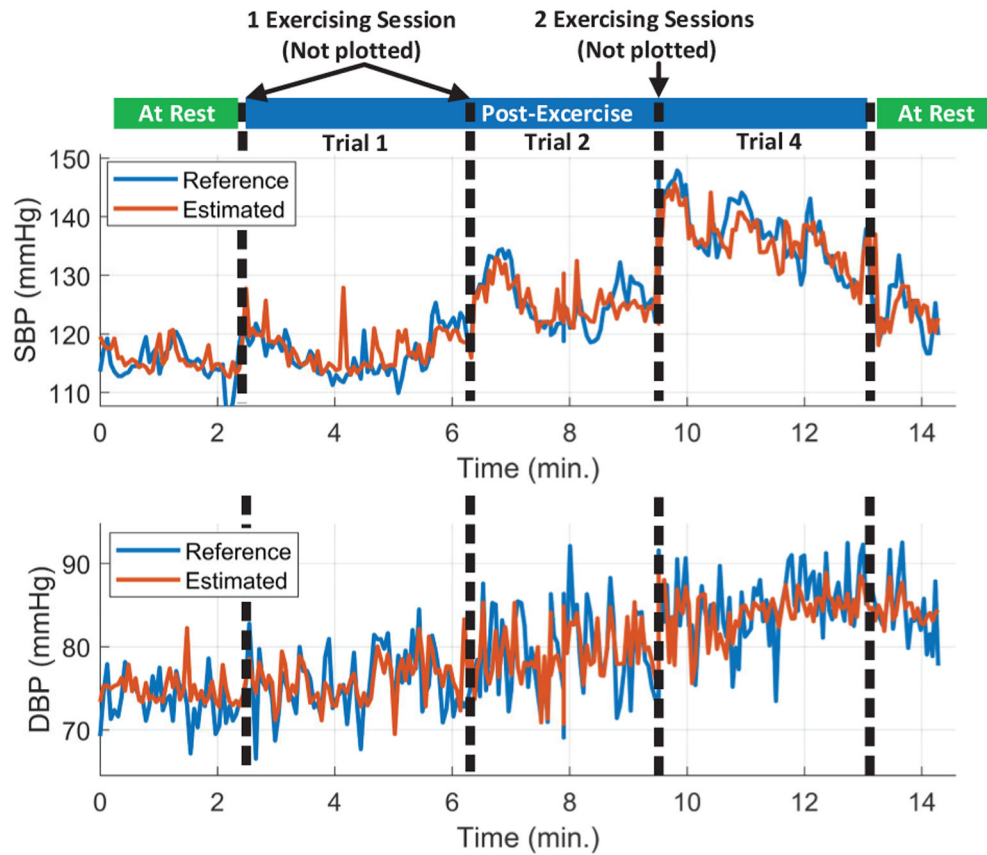 1 Exercising Session
(Not plotted)
2 Exercising Sessions
(Not plotted)
At Rest
Post-Excercise
At Rest
Trial 1
Trial 2
Trial 4
SBP (mmHg)
150
140
130
120
110
Reference
Estimated
0 2 4 6 8 10 12 14
Time (min.)
DBP (mmHg)
90
80
70
Reference
Estimated
0 2 4 6 8 10 12 14
Time (min.)